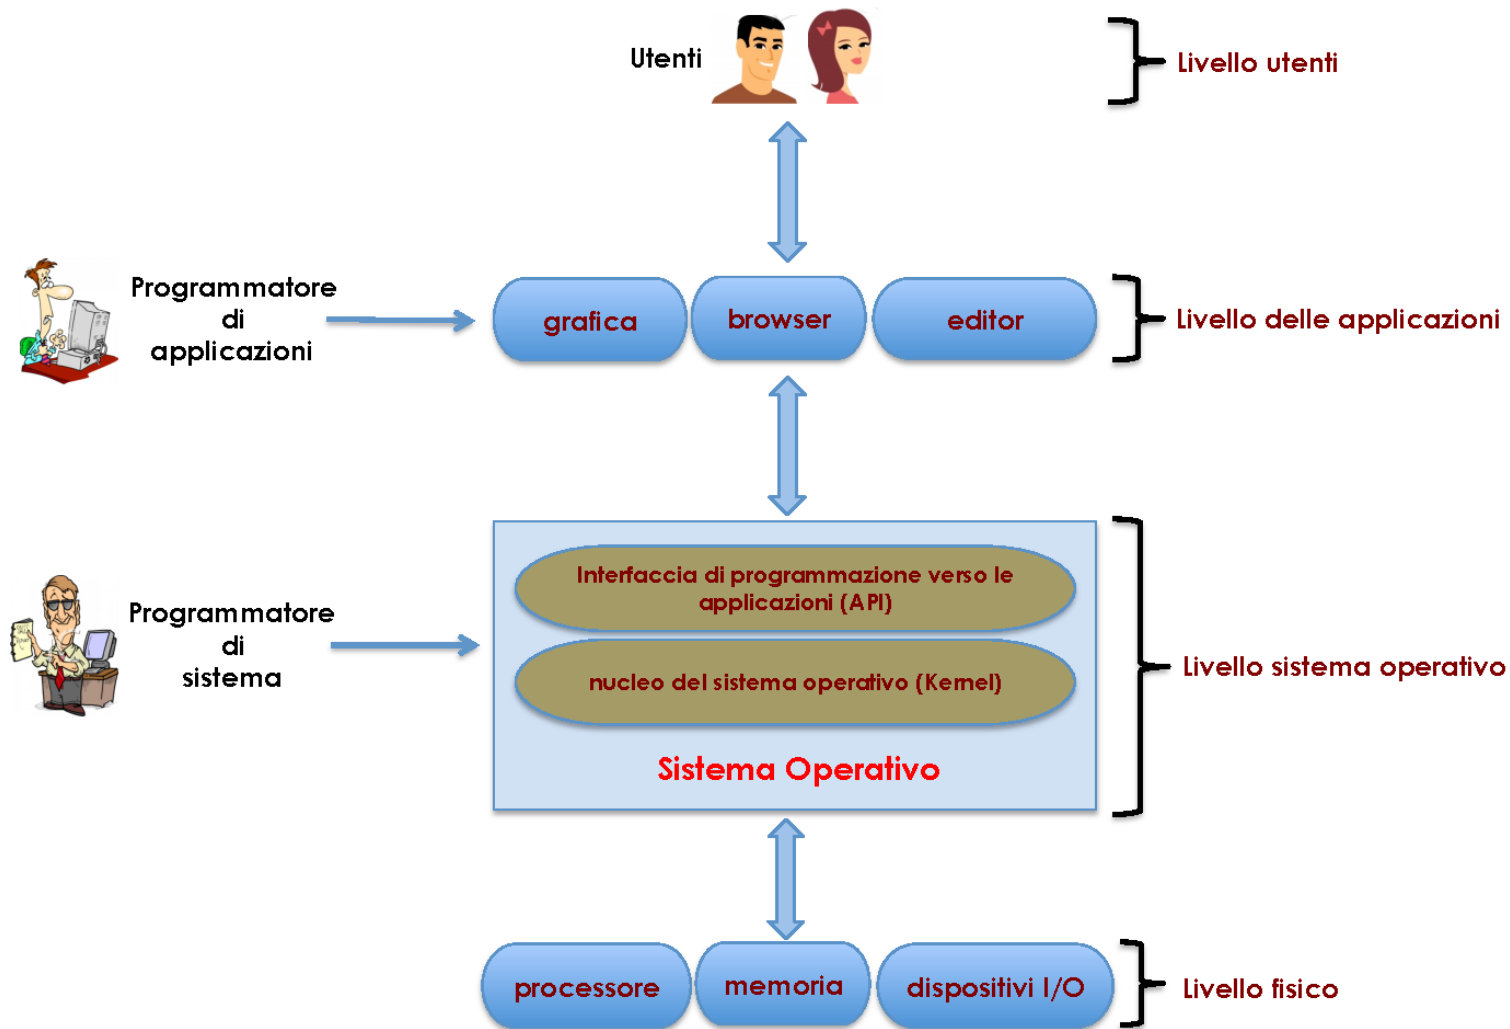 Utenti
Livello utenti
Programmatore
di
applicazioni
grafica
browser
editor
Livello delle applicazioni
Programmatore
di
sistema
Interfaccia di programmazione verso le
applicazioni (API)
nucleo del sistema operativo (Kernel)
Sistema Operativo
Livello sistema operativo
processore
memoria
dispositivi I/O
Livello fisico